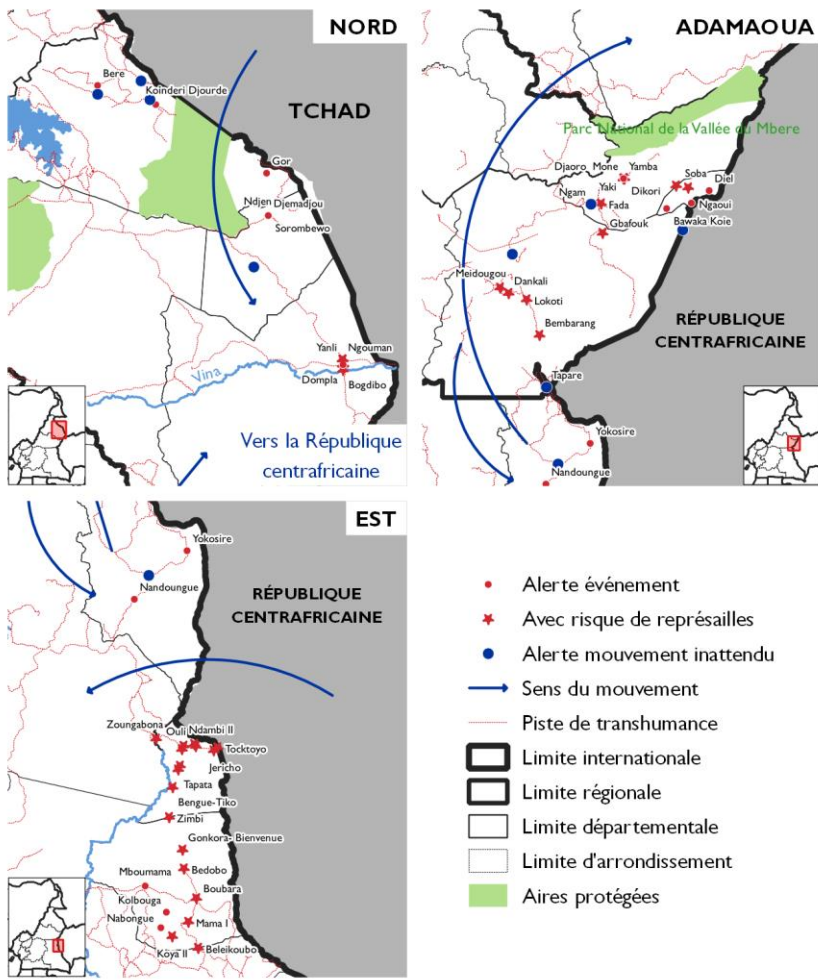 NORD
Bere
Koinderi Djourde
TCHAD
Gor
Ndjen Djemadjou
Sorombewo
Yanli
Ngouman
Vina
Dompla
Bogdibo
Vers la République
centrafricaine
ADAMAOUA
Parc National de la Vallée du Mbere
Djaoro
Mone
Yamba
Soba
Diel
Ngam
Yaki
Dikori
Fada
Ngaoui
Gbafouk
Bawaka Koie
Meidougou
Dankali
Lokoti
Bembarang
RÉPUBLIQUE
CENTRAFRICAINE
Tapare
Yokosire
Nandoungue
EST
Yokosire
Nandoungue
RÉPUBLIQUE
CENTRAFRICAINE
Zoungabona
Ouli
Ndambi II
Tocktoyo
Jericho
Tapata
Bengue-Tiko
Zimbi
Gonkora- Bienvenue
Mboumama
Bedobo
Kolbouga
Boubara
Nabongue
Mama I
Koya II
Beleikoubo
Alerte événement
Avec risque de représailles
Alerte mouvement inattendu
Sens du mouvement
Piste de transhumance
Limite internationale
Limite régionale
Limite départementale
Limite d'arrondissement
Aires protégées